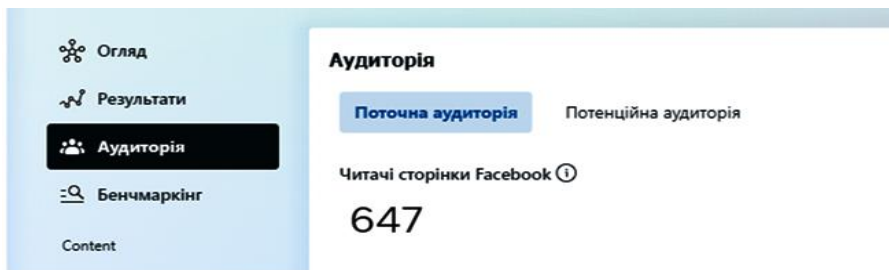 Огляд
Результати
Аудиторія
Бенчмаркінг
Content
Аудиторія
Поточна аудиторія Потенційна аудиторія
Читачі сторінки Facebook
647